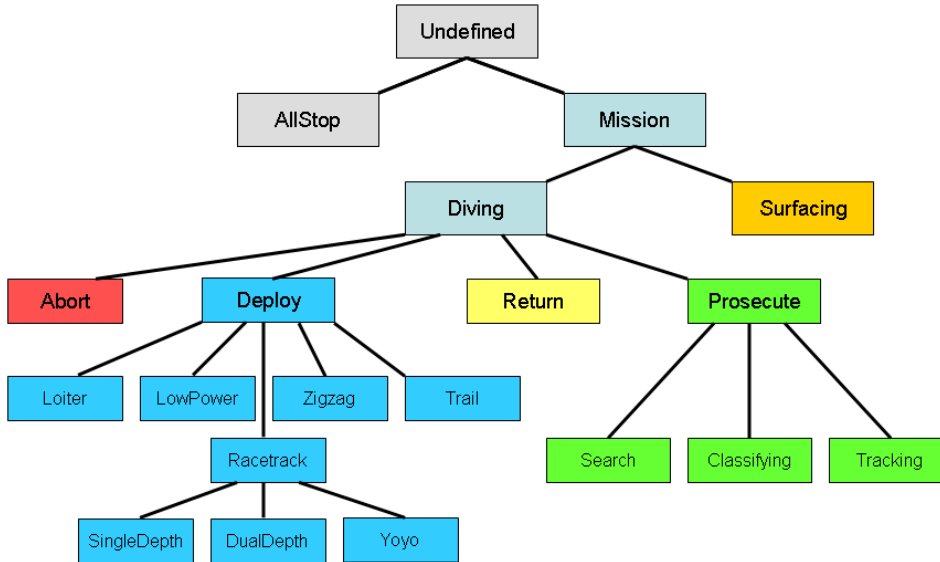 Undefined
AllStop
Mission
Diving
Surfacing
Abort
Deploy
Return
Prosecute
Loiter
LowPower
Zigzag
Trail
Racetrack
Search
Classifying
Tracking
SingleDepth
DualDepth
Yoyo